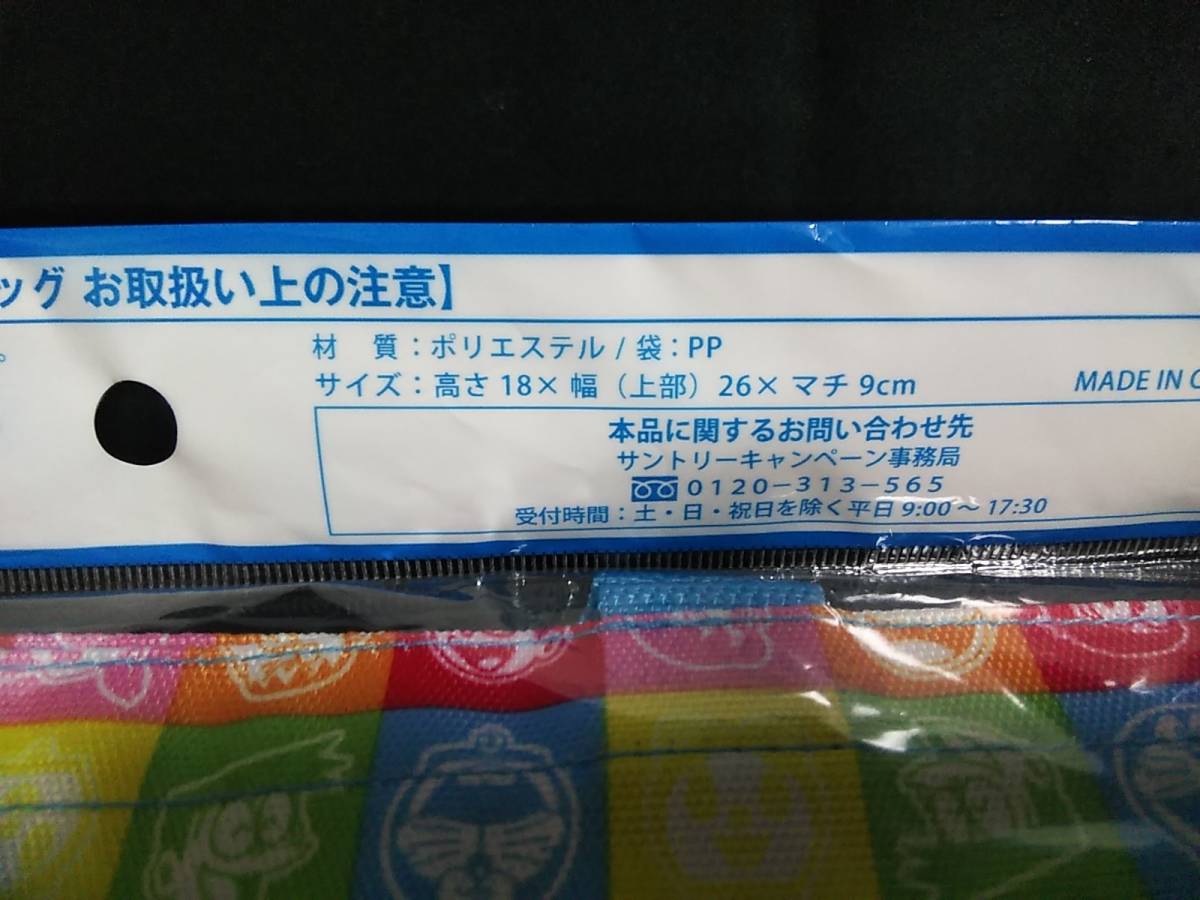 ッグ お取扱い上の注意】
。
材　質：ポリエステル / 袋：PP
サイズ：高さ 18× 幅（上部）26× マチ 9cm
MADE IN C
本品に関するお問い合わせ先
サントリーキャンペーン事務局
0120-313-565
受付時間：土・日・祝日を除く平日 9:00～17:30